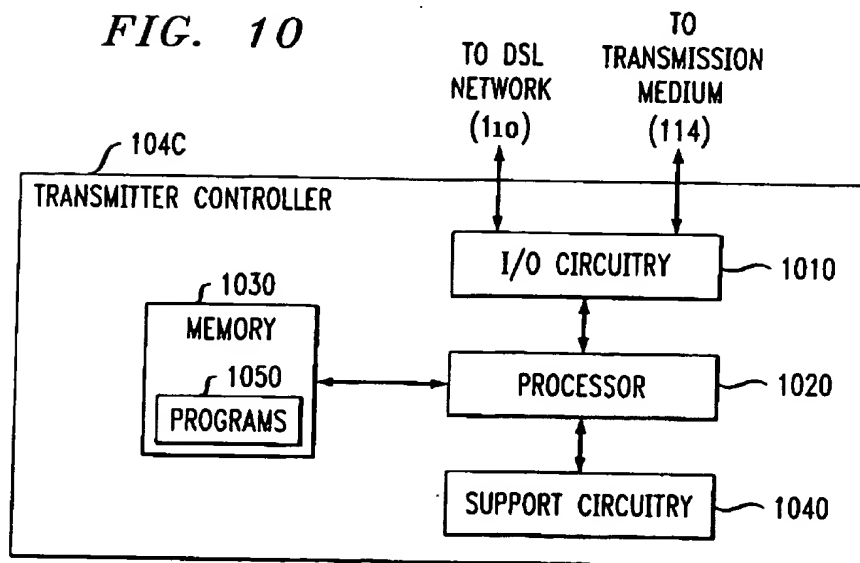 FIG. 10
TO DSL
NETWORK
(110)
TO
TRANSMISSION
MEDIUM
(114)
104C
TRANSMITTER CONTROLLER
I/O CIRCUITRY
1010
1030
MEMORY
1050
PROGRAMS
PROCESSOR
1020
SUPPORT CIRCUITRY
1040